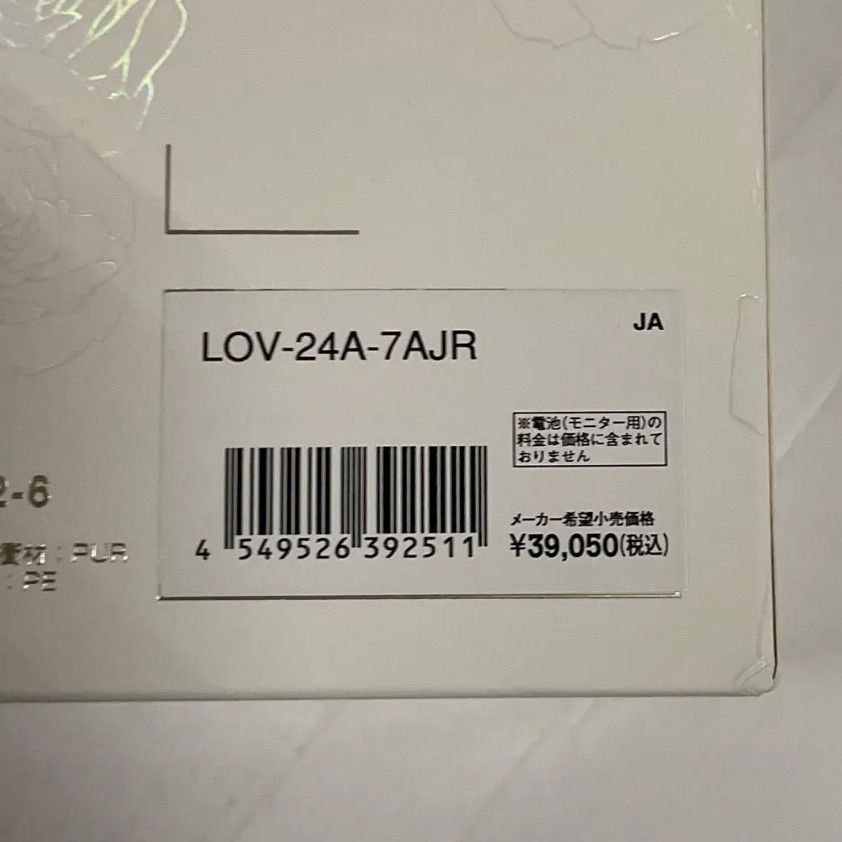 JA
LOV-24A-7AJR
※電池(モニター用)の
料金は価格に含まれて
おりません
2-6
メーカー希望小売価格
¥39,050(税込)
4 549526 392511
衝材：PUR
：PE